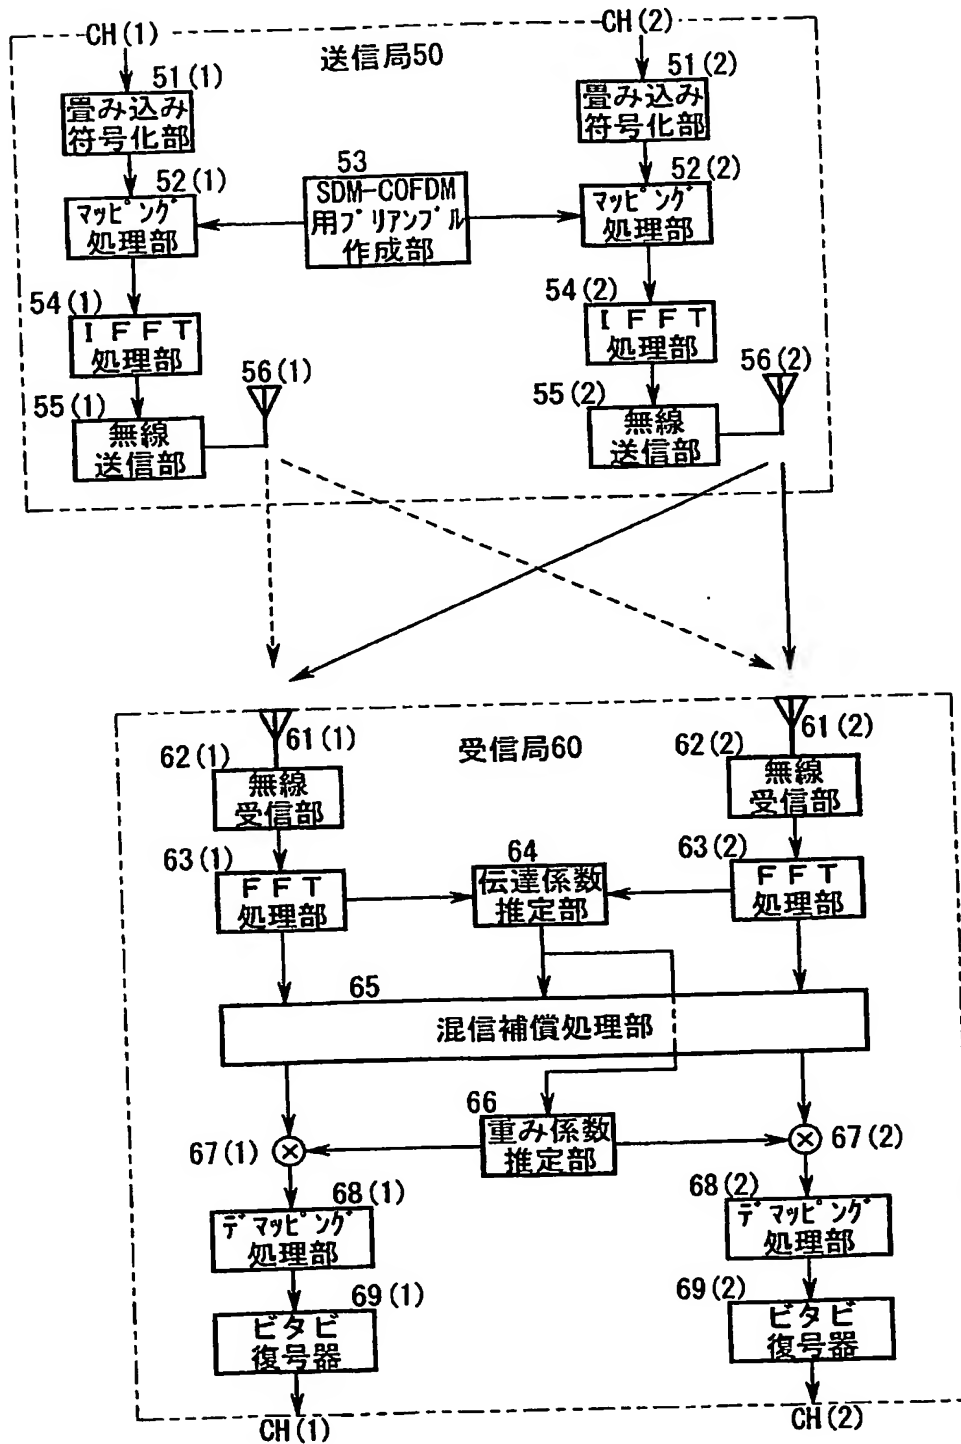 CH(1)
CH(2)
送信局50
51(1)
畳み込み
符号化部
51(2)
畳み込み
符号化部
52(1)
マッピング
処理部
53
SDM-COFDM
用プリアンブル
作成部
52(2)
マッピング
処理部
54(1)
IFFT
処理部
54(2)
IFFT
処理部
55(1)
無線
送信部
56(1)
55(2)
無線
送信部
56(2)
受信局60
61(1)
62(1)
無線
受信部
61(2)
62(2)
無線
受信部
63(1)
FFT
処理部
64
伝達係数
推定部
63(2)
FFT
処理部
65
混信補償処理部
66
重み係数
推定部
67(1)
67(2)
68(1)
デマッピング
処理部
68(2)
デマッピング
処理部
69(1)
ビタビ
復号器
69(2)
ビタビ
復号器
CH(1)
CH(2)